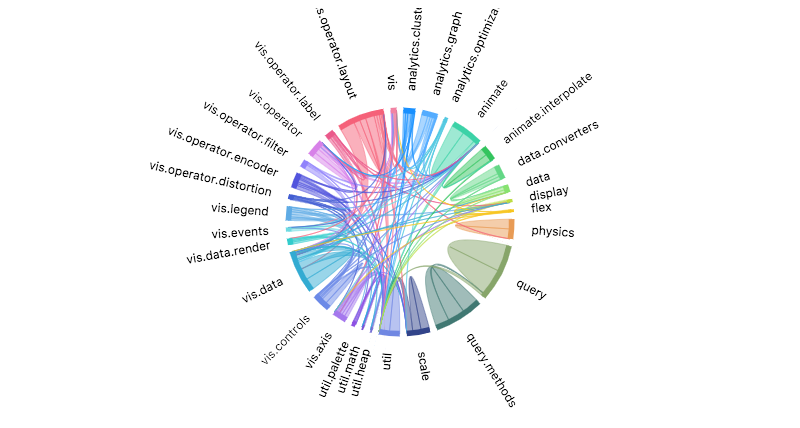 vis
analytics.clust
analytics.graph
analytics.optimiza.
animate
animate.interpolate
data.converters
data
display
flex
physics
query
query.methods
scale
util
util.heap
util.math
util.palette
vis.axis
vis.controls
vis.data
vis.data.render
vis.events
vis.legend
vis.operator.distortion
vis.operator.encoder
vis.operator.filter
vis.operator
vis.operator.label
s.operator.layout